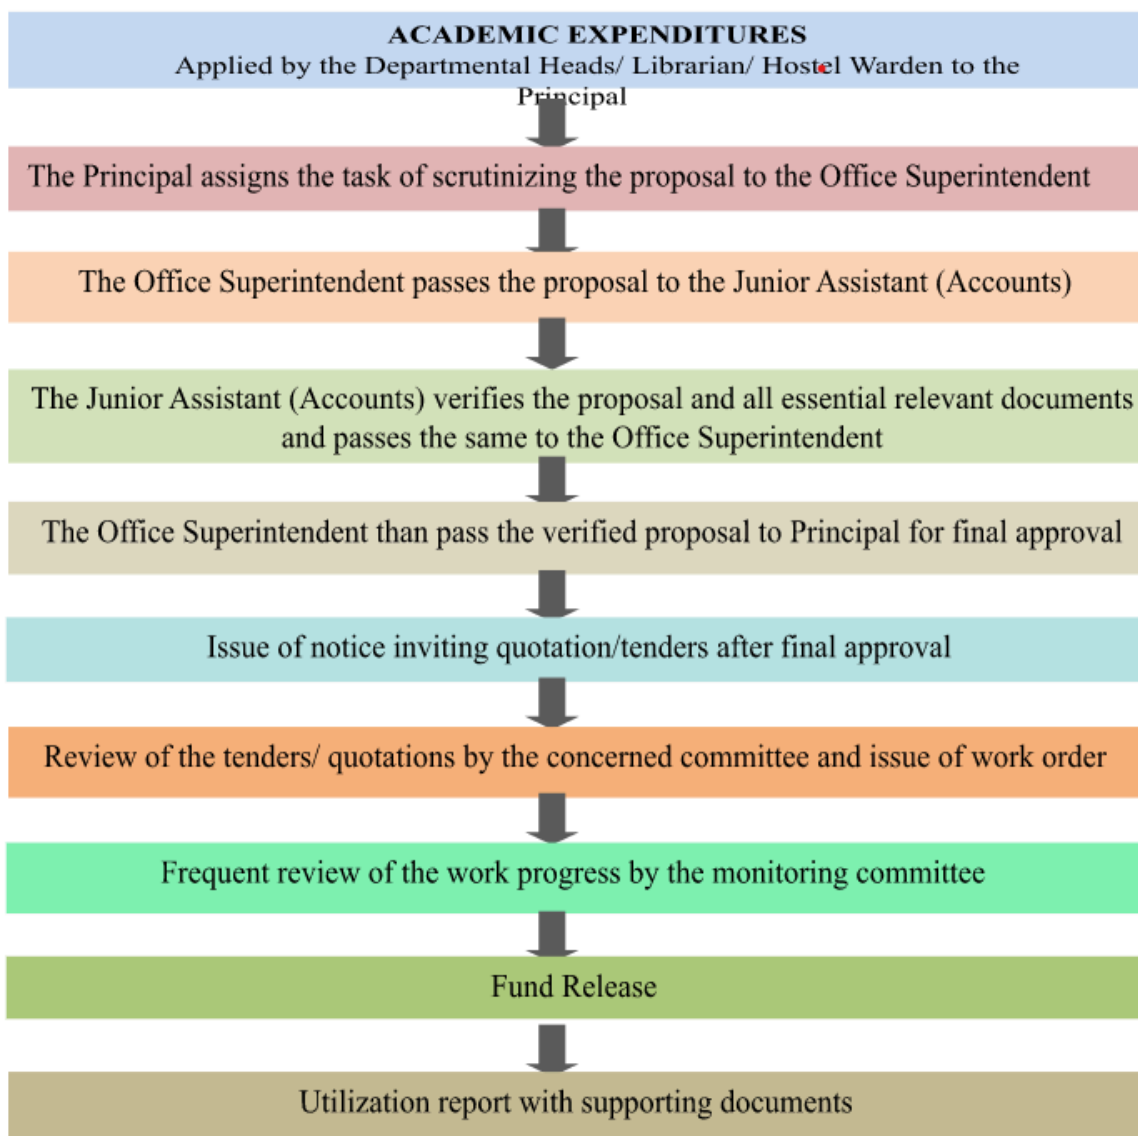 ACADEMIC EXPENDITURES
Applied by the Departmental Heads/ Librarian/ Hostel Warden to the
Principal
The Principal assigns the task of scrutinizing the proposal to the Office Superintendent
The Office Superintendent passes the proposal to the Junior Assistant (Accounts)
The Junior Assistant (Accounts) verifies the proposal and all essential relevant documents
and passes the same to the Office Superintendent
The Office Superintendent than pass the verified proposal to Principal for final approval
Issue of notice inviting quotation/tenders after final approval
Review of the tenders/ quotations by the concerned committee and issue of work order
Frequent review of the work progress by the monitoring committee
Fund Release
Utilization report with supporting documents